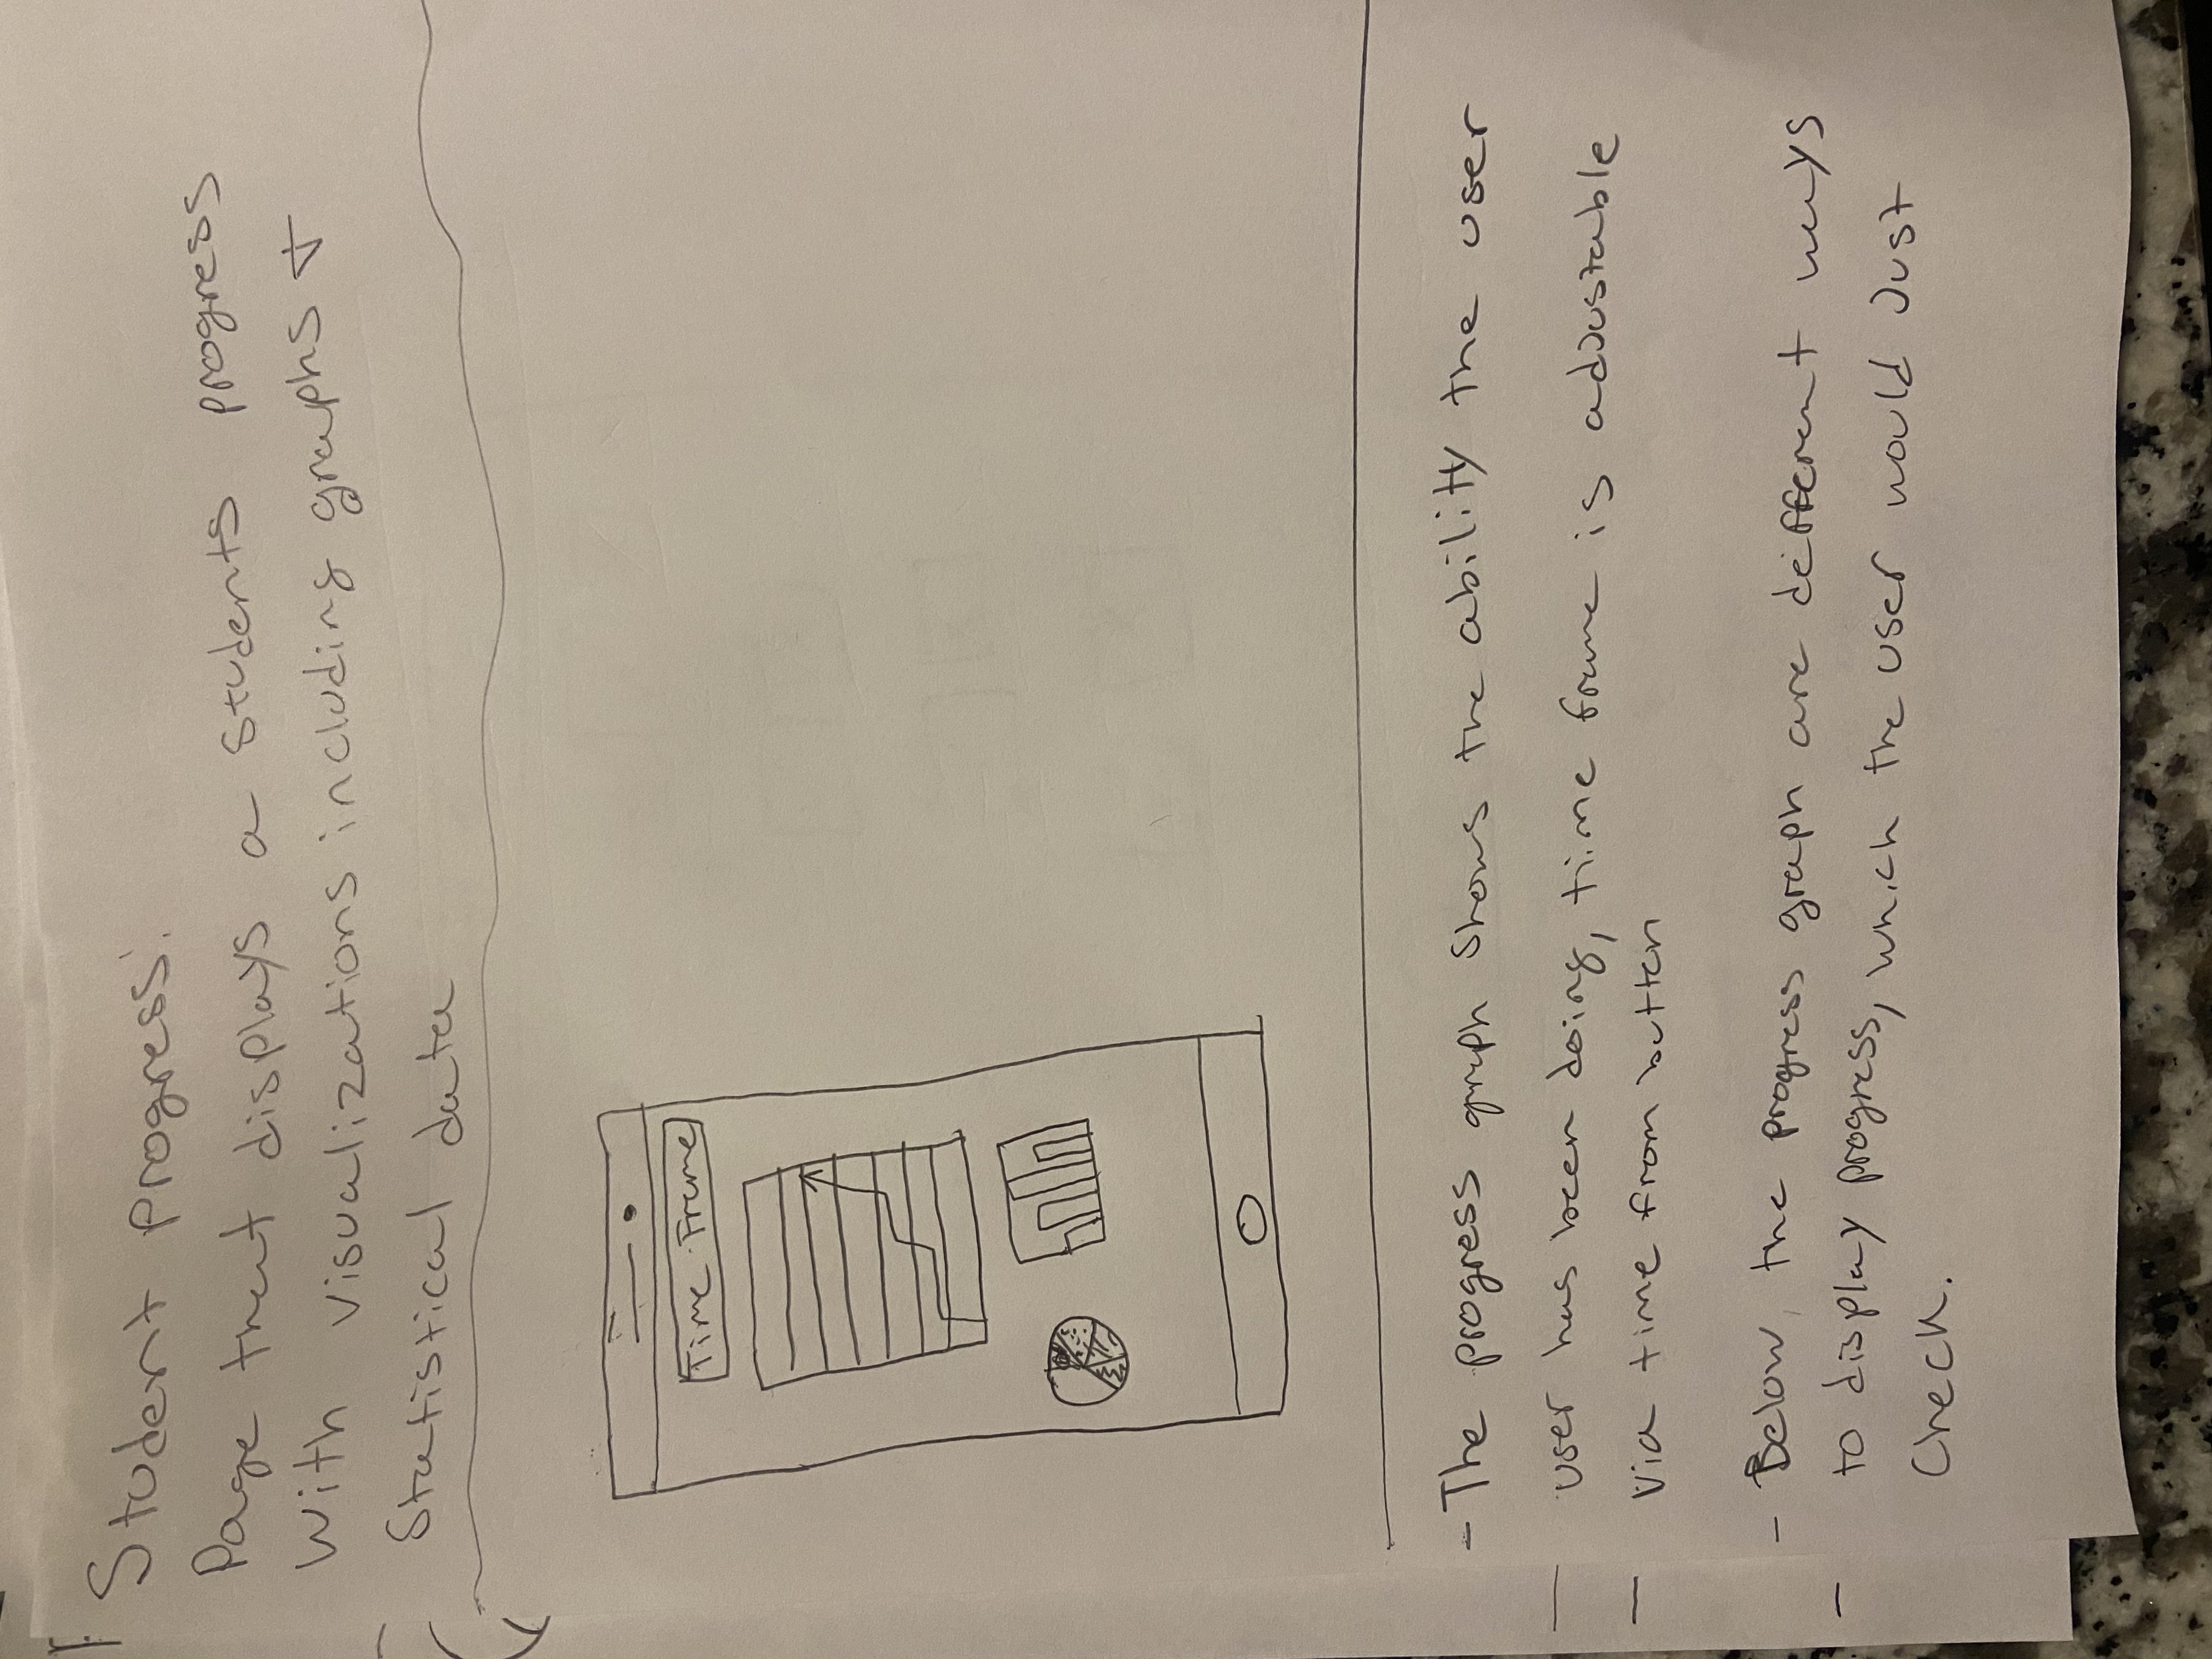 Student progress:
Page that displays a students progress
With visualizations including graphs +
Statistical data
Time Frame
- The progress graph shows the ability the user
user has been doing, time frame is adjustable
via time from button
- Below, the progress graph are different ways
to display progress, which the user would Just
Check.